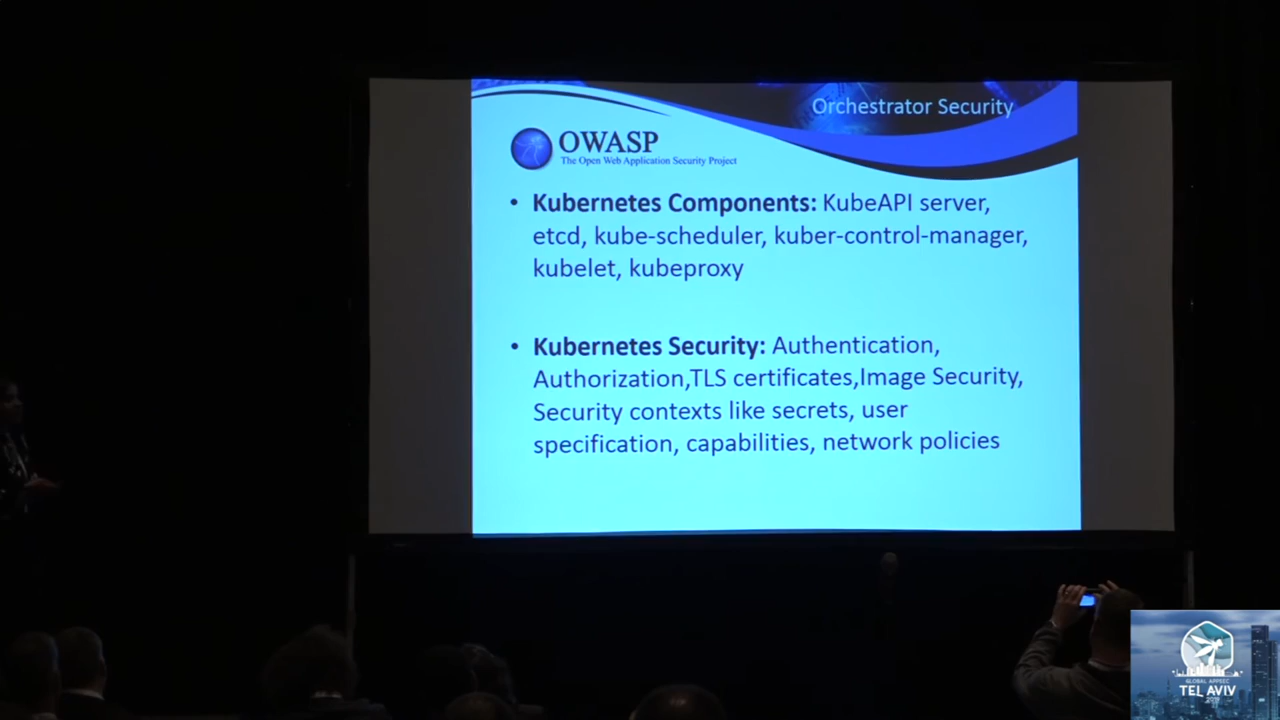 Orchestrator Security
OWASP
The Open Web Application Security Project
• Kubernetes Components: KubeAPI server,
etcd, kube-scheduler, kuber-control-manager,
kubelet, kubeproxy
• Kubernetes Security: Authentication,
Authorization,TLS certificates,Image Security,
Security contexts like secrets, user
specification, capabilities, network policies
GLOBAL APPSEC
TEL AVIV